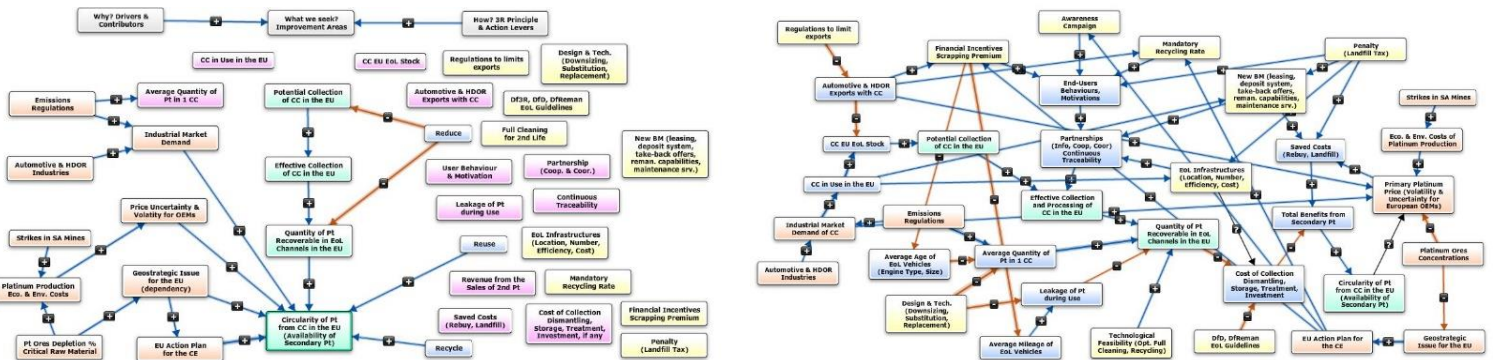 Why? Drivers &
Contributors
What we seek?
Improvement Areas
How? 3R Principle
& Action Levers
CC in Use in the EU
CC EU EoL Stock
Regulations to limits
exports
Design & Tech.
(Downsizing,
Substitution,
Replacement)
Emissions
Regulations
+
Average Quantity of
Pt in 1 CC
Potential Collection
of CC in the EU
Automotive & HDOR
Exports with CC
Df3R, DfD, DfReman
EoL Guidelines
+
Industrial Market
Demand
+
-
Reduce
Full Cleaning
for 2nd Life
New BM (leasing,
deposit system,
take-back offers,
reman. capabilities,
maintenance srv.)
Automotive & HDOR
Industries
+
Effective Collection
of CC in the EU
-
User Behaviour
& Motivation
Partnership
(Coop. & Coor.)
Price Uncertainty &
Volatity for OEMs
+
+
Leakage of Pt
during Use
Continuous
Traceability
Strikes in SA Mines
+
Quantity of Pt
Recoverable in EoL
Channels in the EU
Reuse
EoL Infrastructures
(Location, Number,
Efficiency, Cost)
+
+
Platinum Production
Eco. & Env. Costs
Geostrategic Issue
for the EU
(dependency)
+
+
+
Revenue from the
Sales of 2nd Pt
Mandatory
Recycling Rate
+
+
+
Circularity of Pt
from CC in the EU
(Availability of
Secondary Pt)
Saved Costs
(Rebuy, Landfill)
Cost of Collection
Dismantling,
Storage, Treatment,
Investment, if any
Financial Incentives
Scrapping Premium
Pt Ores Depletion %
Critical Raw Material
+
EU Action Plan
for the CE
+
+
Recycle
Penalty
(Landfill Tax)
Regulations to limit
exports
Awareness
Campaign
Financial Incentives
Scrapping Premium
Mandatory
Recycling Rate
Penalty
(Landfill Tax)
Automotive & HDOR
Exports with CC
End-Users
Behaviours,
Motivations
New BM (leasing,
deposit system,
take-back offers,
reman. capabilities,
maintenance srv.)
Strikes in SA Mines
CC EU EoL Stock
Potential Collection
of CC in the EU
Partnerships
(Info, Coop, Coor)
Continuous
Traceability
Saved Costs
(Rebuy, Landfill)
Eco. & Env. Costs of
Platinum Production
CC in Use in the EU
EoL Infrastructures
(Location, Number,
Efficiency, Cost)
Primary Platinum
Price (Volatility &
Uncertainty for
European OEMs)
Effective Collection
and Processing of
CC in the EU
Industrial Market
Demand of CC
Emissions
Regulations
Quantity of Pt
Recoverable in EoL
Channels in the EU
Total Benefits from
Secondary Pt
Automotive & HDOR
Industries
Average Age of
EoL Vehicles
(Engine Type, Size)
Average Quantity of
Pt in 1 CC
?
?
Platinum Ores
Concentrations
Design & Tech.
(Downsizing,
Substitution,
Replacement)
Leakage of Pt
during Use
Cost of Collection
Dismantling,
Storage, Treatment,
Investment
Circularity of Pt
from CC in the EU
(Availability of
Secondary Pt)
Average Mileage of
EoL Vehicles
Technological
Feasibility (Opt. Full
Cleaning, Recycling)
DfD, DfReman
EoL Guidelines
EU Action Plan for
the CE
Geostrategic
Issue for the EU